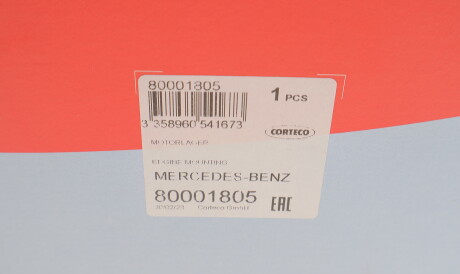 80001805
1 PCS
3 358960 541673
CORTECO
MOTORLAGER
ENGINE MOUNTING
MERCEDES-BENZ
80001805
EAC
Corteco GmbH